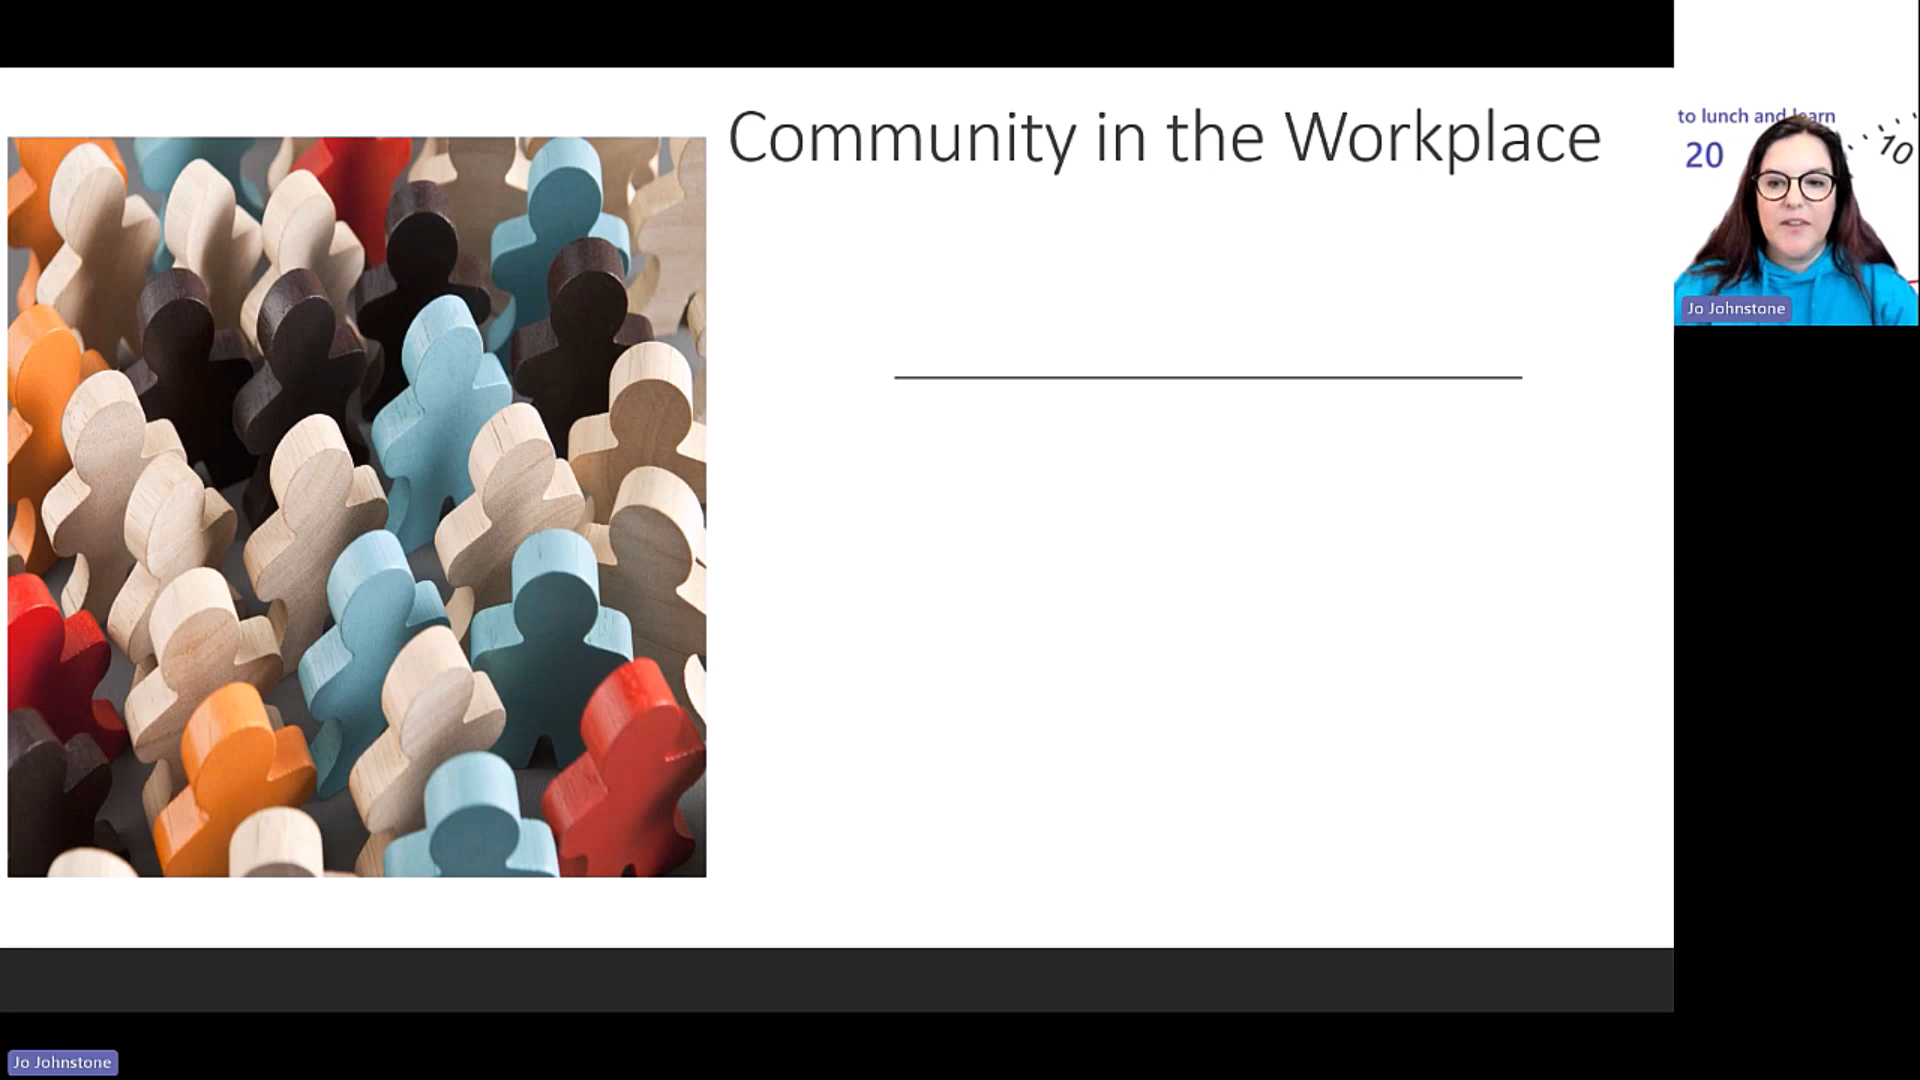 Community in the Workplace
to lunch and learn
20
10
Jo Johnstone
Jo Johnstone